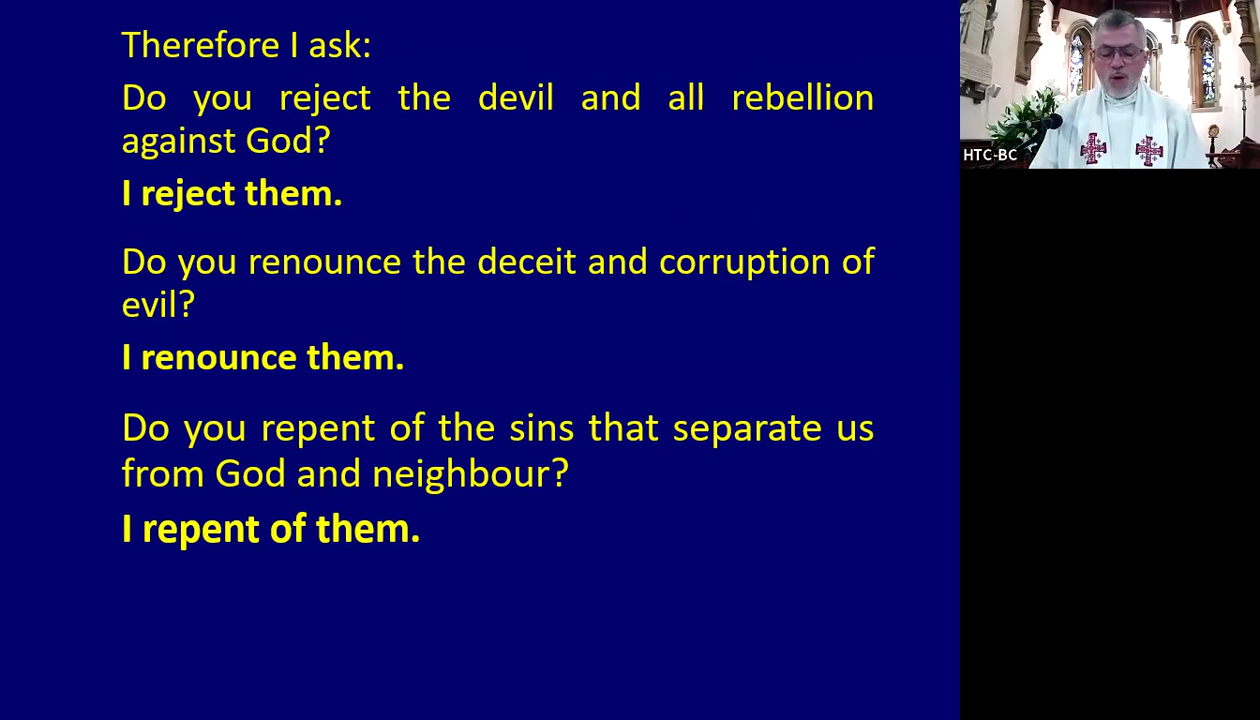 Therefore I ask:
Do you reject the devil and all rebellion
against God?
I reject them.
Do you renounce the deceit and corruption of
evil?
I renounce them.
Do you repent of the sins that separate us
from God and neighbour?
I repent of them.
HTC-BC